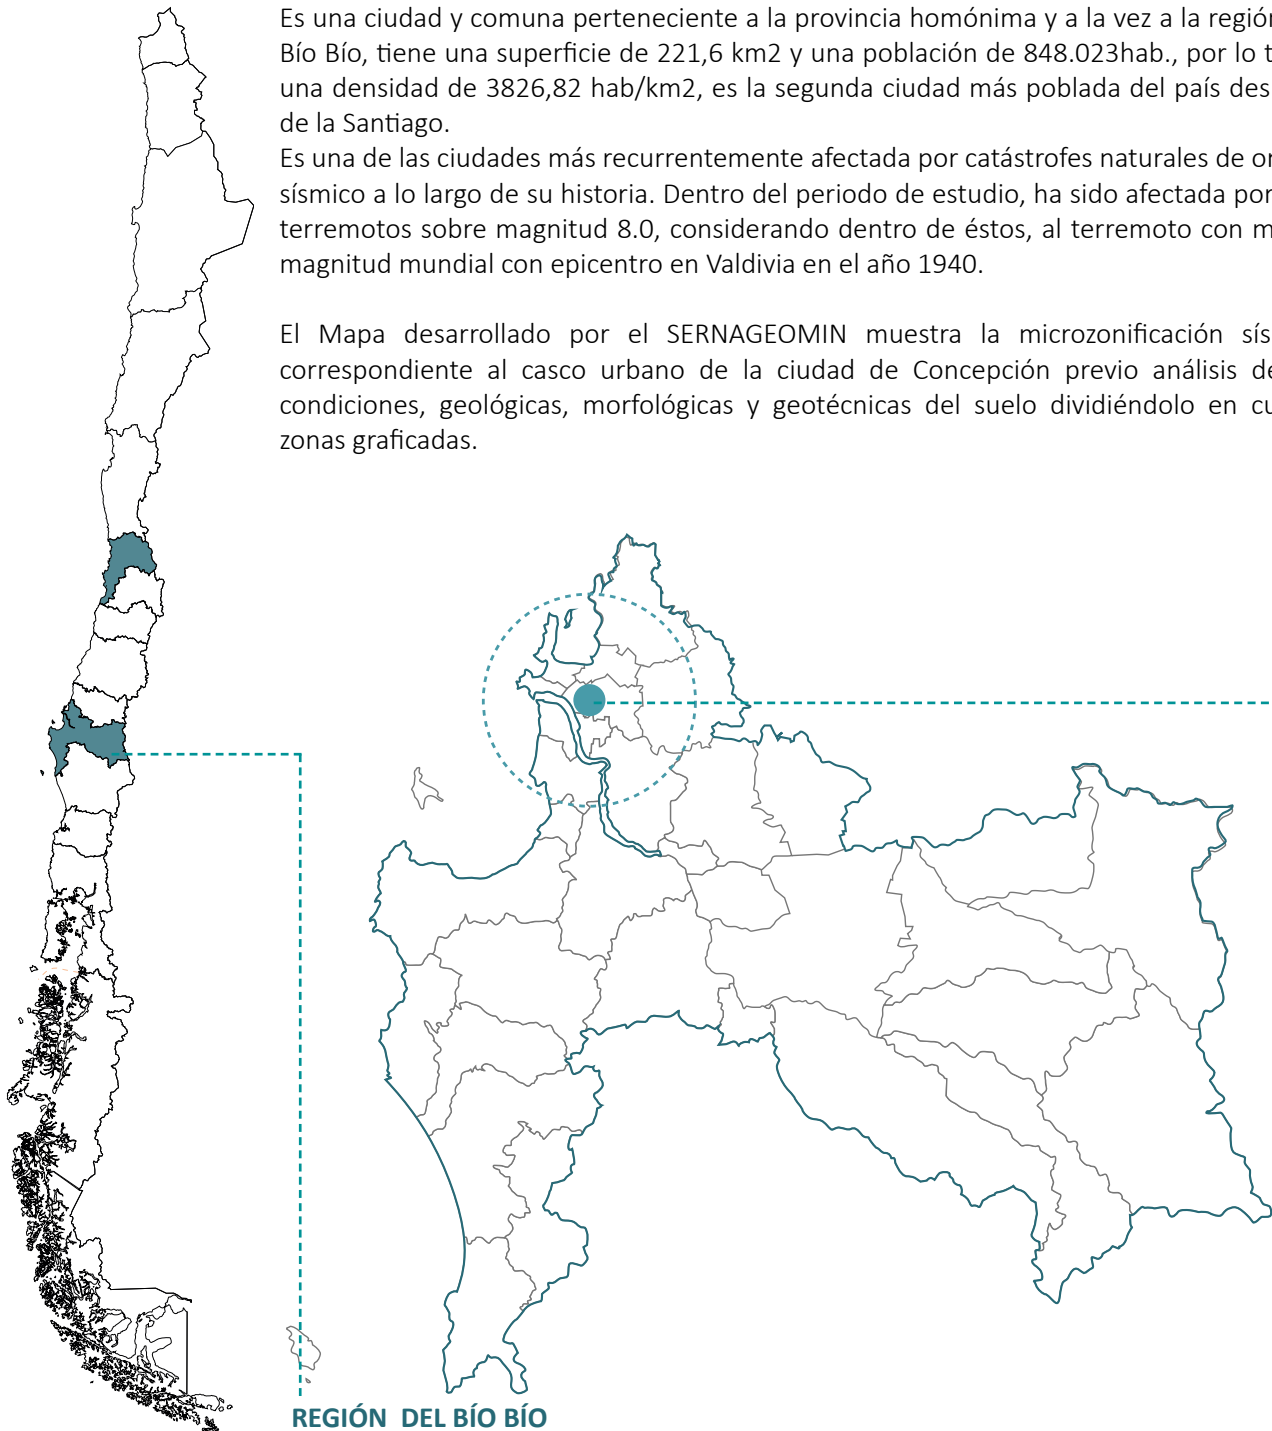 Es una ciudad y comuna perteneciente a la provincia homónima y a la vez a la región
Bío Bío, tiene una superficie de 221,6 km2 y una población de 848.023hab., por lo t
una densidad de 3826,82 hab/km2, es la segunda ciudad más poblada del país des
de la Santiago.
Es una de las ciudades más recurrentemente afectada por catástrofes naturales de or
sísmico a lo largo de su historia. Dentro del periodo de estudio, ha sido afectada por
terremotos sobre magnitud 8.0, considerando dentro de éstos, al terremoto con m
magnitud mundial con epicentro en Valdivia en el año 1940.
El Mapa desarrollado por el SERNAGEOMIN muestra la microzonificación sís
correspondiente al casco urbano de la ciudad de Concepción previo análisis de
condiciones, geológicas, morfológicas y geotécnicas del suelo dividiéndolo en cu
zonas graficadas.
REGIÓN DEL BÍO BÍO